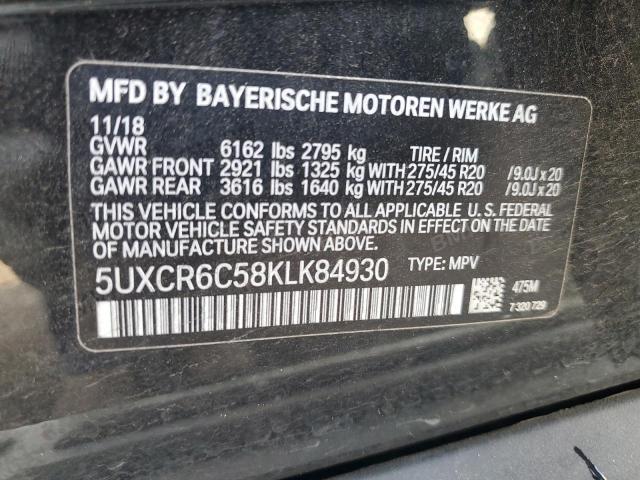 MFD BY BAYERISCHE MOTOREN WERKE AG
11/18
GVWR 6162 lbs 2795 kg TIRE / RIM
GAWR FRONT 2921 lbs 1325 kg WITH 275/45 R20 /9.0J x 20
GAWR REAR 3616 lbs 1640 kg WITH 275/45 R20 /9.0J x 20
THIS VEHICLE CONFORMS TO ALL APPLICABLE U. S. FEDERAL
MOTOR VEHICLE SAFETY STANDARDS IN EFFECT ON THE DATE
OF MANUFACTURE SHOWN ABOVE.
5UXCR6C58KLK84930 TYPE: MPV
475M
7 320 729